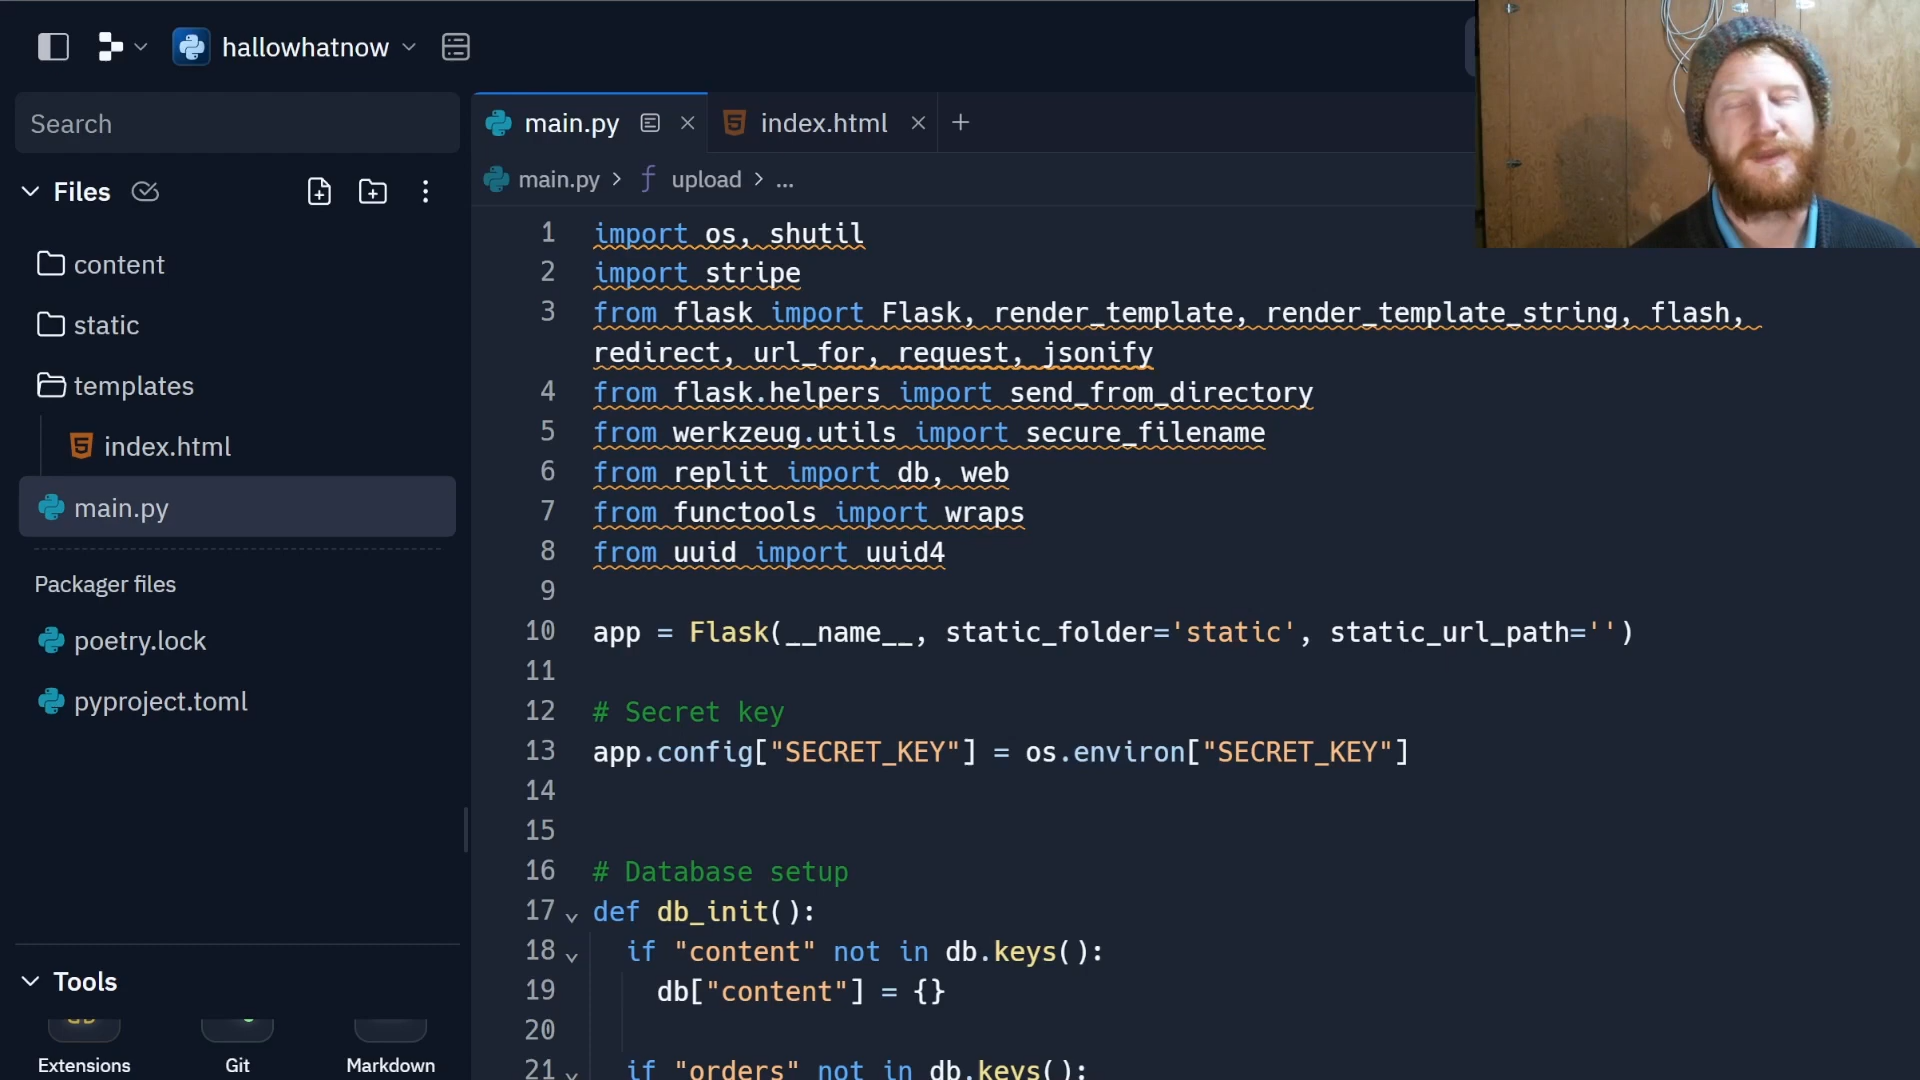 hallowhatnow
Search
Files
content
static
templates
index.html
main.py
Packager files
poetry.lock
pyproject.toml
Tools
Extensions
Git
Markdown
main.py
index.html
main.py > upload > ...
1 import os, shutil
2 import stripe
3 from flask import Flask, render_template, render_template_string, flash,
redirect, url_for, request, jsonify
4 from flask.helpers import send_from_directory
5 from werkzeug.utils import secure_filename
6 from replit import db, web
7 from functools import wraps
8 from uuid import uuid4
9
10 app = Flask(__name__, static_folder='static', static_url_path='')
11
12 # Secret key
13 app.config["SECRET_KEY"] = os.environ["SECRET_KEY"]
14
15
16 # Database setup
17 def db_init():
18 if "content" not in db.keys():
19 db["content"] = {}
20
21 if "orders" not in db.keys():